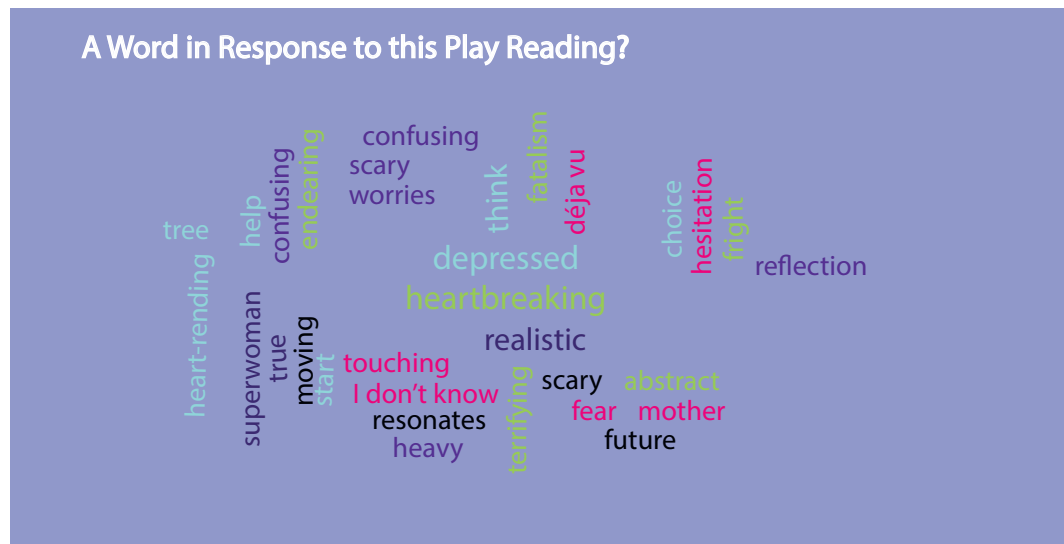 A Word in Response to this Play Reading?
confusing
scary
worries
tree
help
confusing
endearing
think
fatalism
déja vu
choice
hesitation
fright
reflection
depressed
heartbreaking
realistic
heart-rending
superwoman
true
moving
start
touching
I don't know
resonates
heavy
terrifying
scary
abstract
fear
mother
future